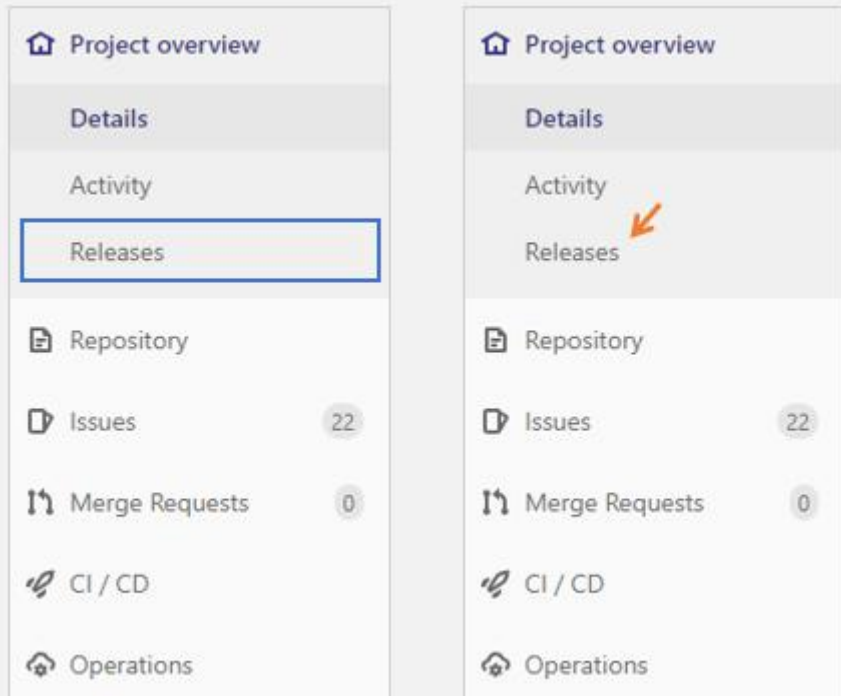 Project overview
Details
Activity
Releases
Repository
Issues 22
Merge Requests 0
CI / CD
Operations
Project overview
Details
Activity
Releases
Repository
Issues 22
Merge Requests 0
CI / CD
Operations